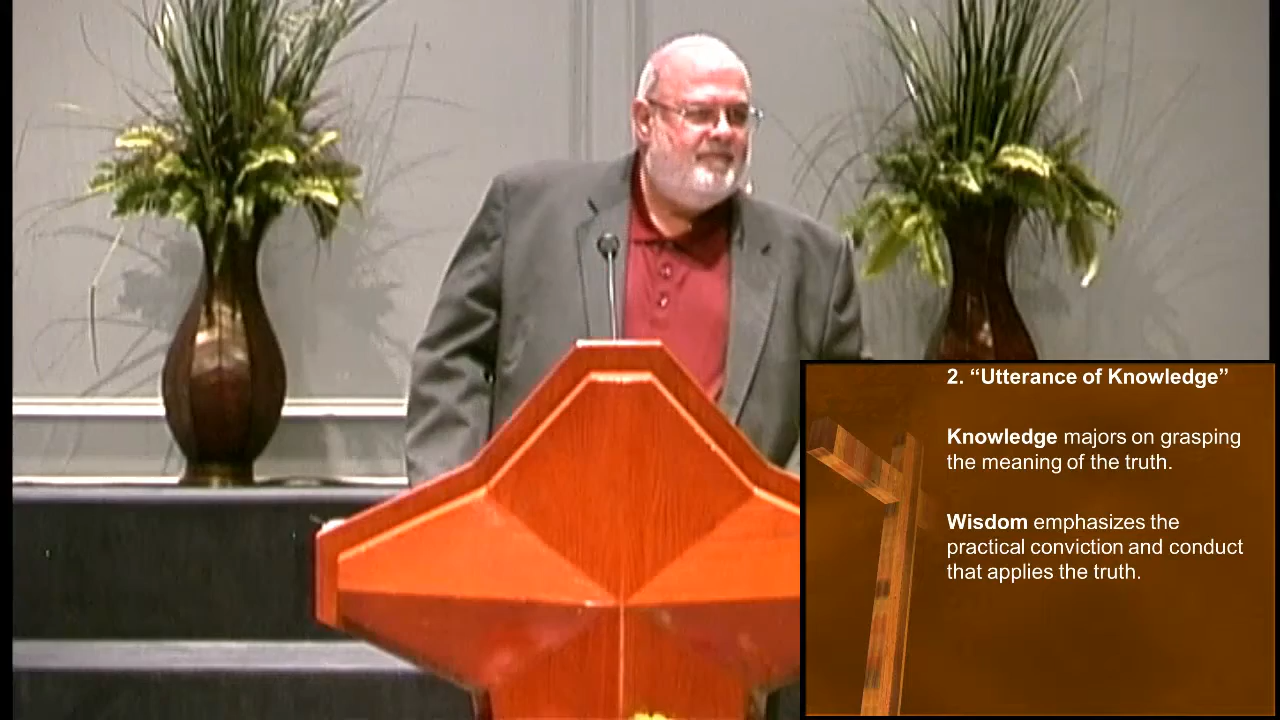 2. “Utterance of Knowledge”
Knowledge majors on grasping
the meaning of the truth.
Wisdom emphasizes the
practical conviction and conduct
that applies the truth.